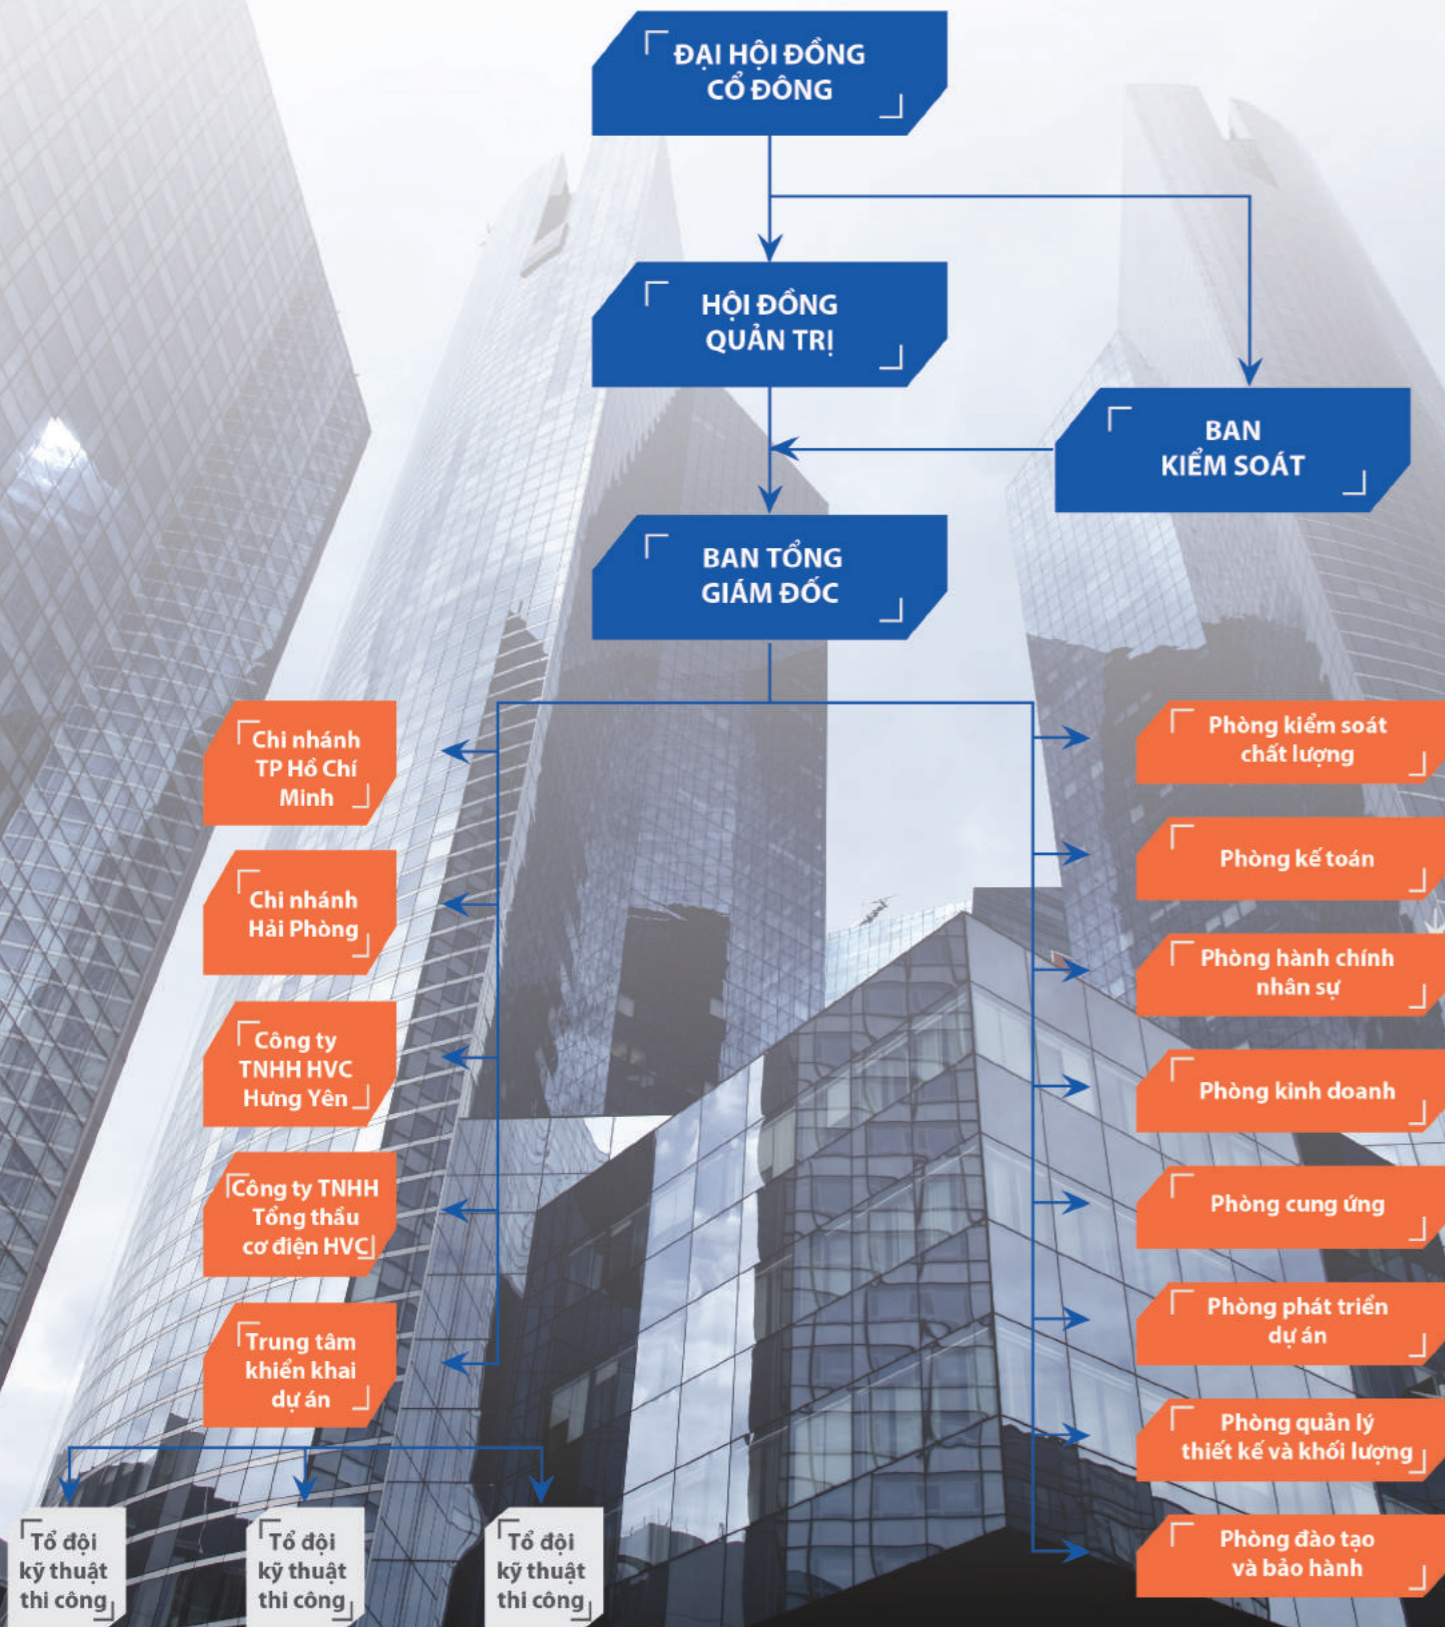 ĐẠI HỘI ĐỒNG
CỔ ĐÔNG
HỘI ĐỒNG
QUẢN TRỊ
BAN
KIỂM SOÁT
BAN TỔNG
GIÁM ĐỐC
Chi nhánh
TP Hồ Chí
Minh
Chi nhánh
Hải Phòng
Công ty
TNHH HVC
Hưng Yên
Công ty TNHH
Tổng thầu
cơ điện HVC
Trung tâm
khiển khai
dự án
Tổ đội
kỹ thuật
thi công
Tổ đội
kỹ thuật
thi công
Tổ đội
kỹ thuật
thi công
Phòng kiểm soát
chất lượng
Phòng kế toán
Phòng hành chính
nhân sự
Phòng kinh doanh
Phòng cung ứng
Phòng phát triển
dự án
Phòng quản lý
thiết kế và khối lượng
Phòng đào tạo
và bảo hành